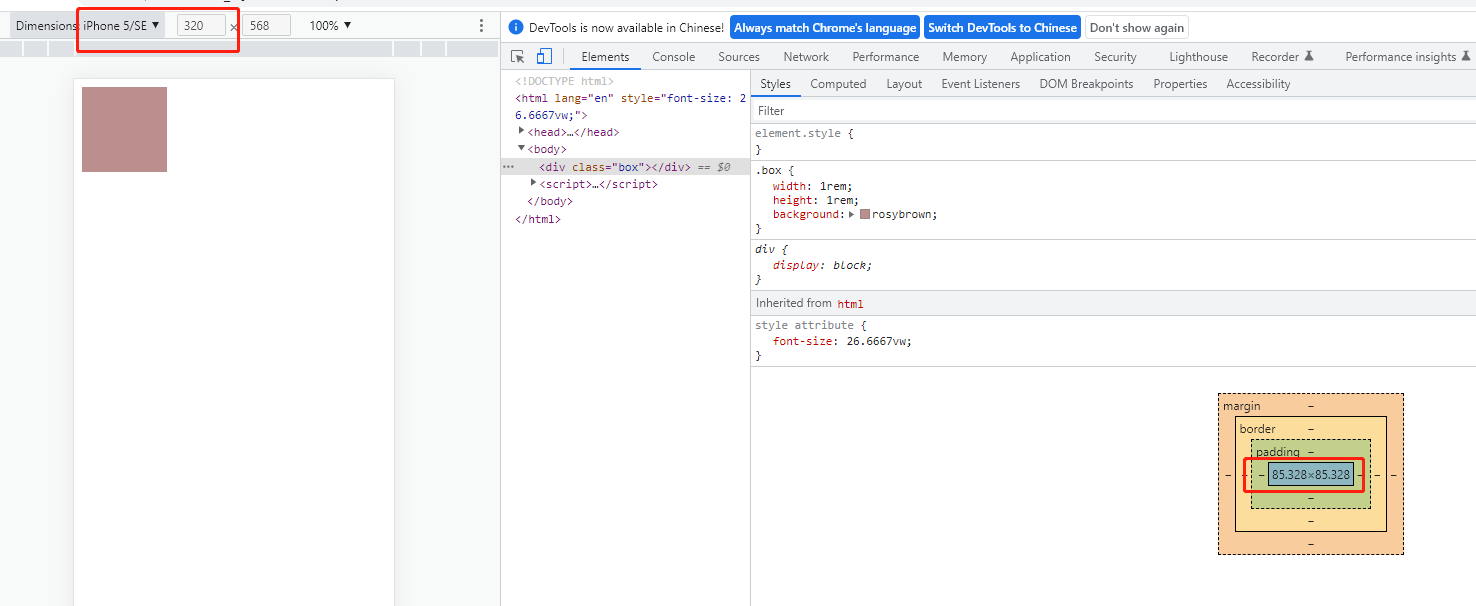 Dimensions: iPhone 5/SE ▼ 320 × 568 100% ▼
DevTools is now available in Chinese! Always match Chrome's language Switch DevTools to Chinese Don't show again
Elements Console Sources Network Performance Memory Application Security Lighthouse Recorder Performance insights
<!DOCTYPE html>
<html lang="en" style="font-size: 2
6.6667vw;">
<head>…</head>
<body>
<div class="box"></div> == $0
<script>…</script>
</body>
</html>
Styles Computed Layout Event Listeners DOM Breakpoints Properties Accessibility
Filter
element.style {
}
.box {
width: 1rem;
height: 1rem;
background: rosybrown;
}
div {
display: block;
}
Inherited from html
style attribute {
font-size: 26.6667vw;
}
margin –
border –
padding –
– – – 85.328×85.328 – – –
–
–
–